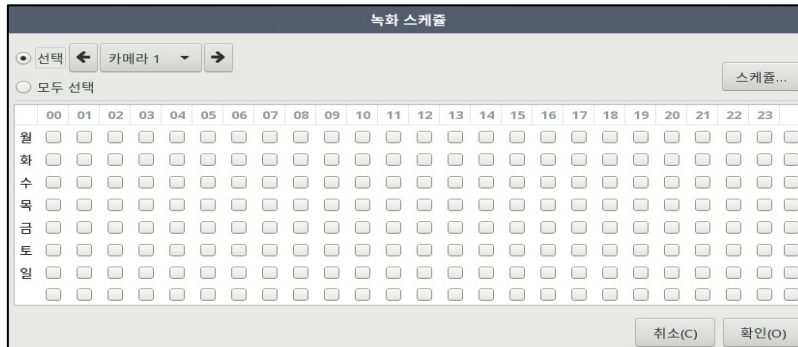 녹화 스케쥴
선택 카메라 1
모두 선택
스케쥴...
00 01 02 03 04 05 06 07 08 09 10 11 12 13 14 15 16 17 18 19 20 21 22 23
월
화
수
목
금
토
일
취소(C) 확인(O)